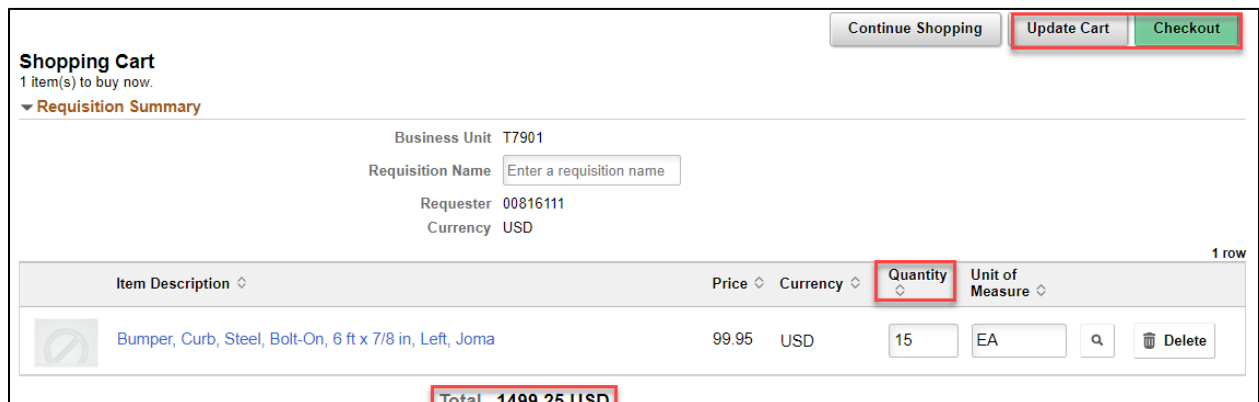 Continue Shopping Update Cart Checkout
Shopping Cart
1 item(s) to buy now.
Requisition Summary
Business Unit T7901
Requisition Name Enter a requisition name
Requester 00816111
Currency USD
1 row
Item Description Price Currency Quantity Unit of
Measure
Bumper, Curb, Steel, Bolt-On, 6 ft x 7/8 in, Left, Joma 99.95 USD 15 EA Delete
Total 1499.25 USD